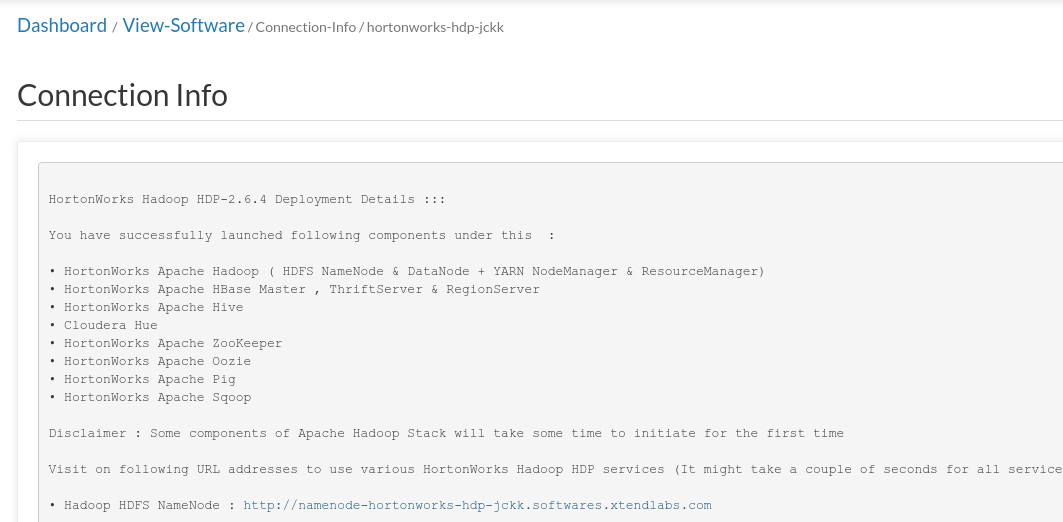 Dashboard / View-Software / Connection-Info / hortonworks-hdp-jckk
Connection Info
HortonWorks Hadoop HDP-2.6.4 Deployment Details :::
You have successfully launched following components under this  :
• HortonWorks Apache Hadoop ( HDFS NameNode & DataNode + YARN NodeManager & ResourceManager)
• HortonWorks Apache HBase Master , ThriftServer & RegionServer
• HortonWorks Apache Hive
• Cloudera Hue
• HortonWorks Apache ZooKeeper
• HortonWorks Apache Oozie
• HortonWorks Apache Pig
• HortonWorks Apache Sqoop
Disclaimer : Some components of Apache Hadoop Stack will take some time to initiate for the first time
Visit on following URL addresses to use various HortonWorks Hadoop HDP services (It might take a couple of seconds for all service
• Hadoop HDFS NameNode : http://namenode-hortonworks-hdp-jckk.softwares.xtendlabs.com